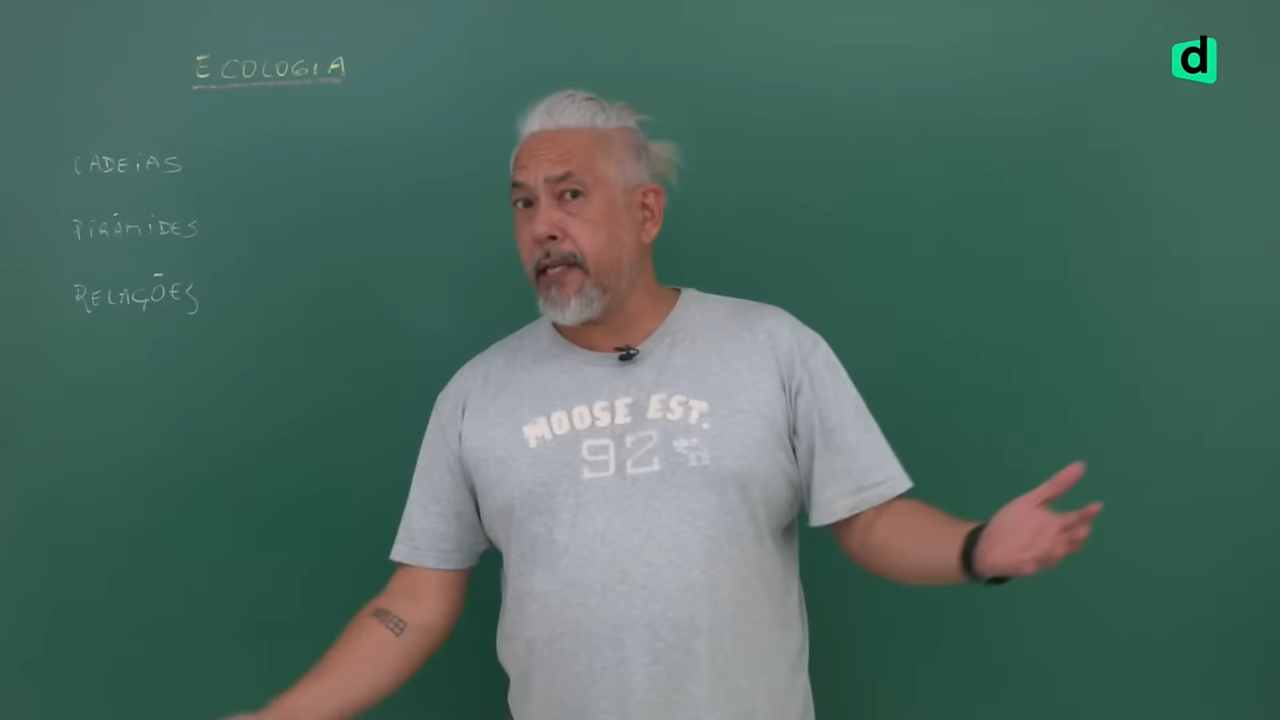 ECOLOGIA
CADEiAS
PiRÂMiDES
RELAÇÕES
d
MOOSE EST.
92